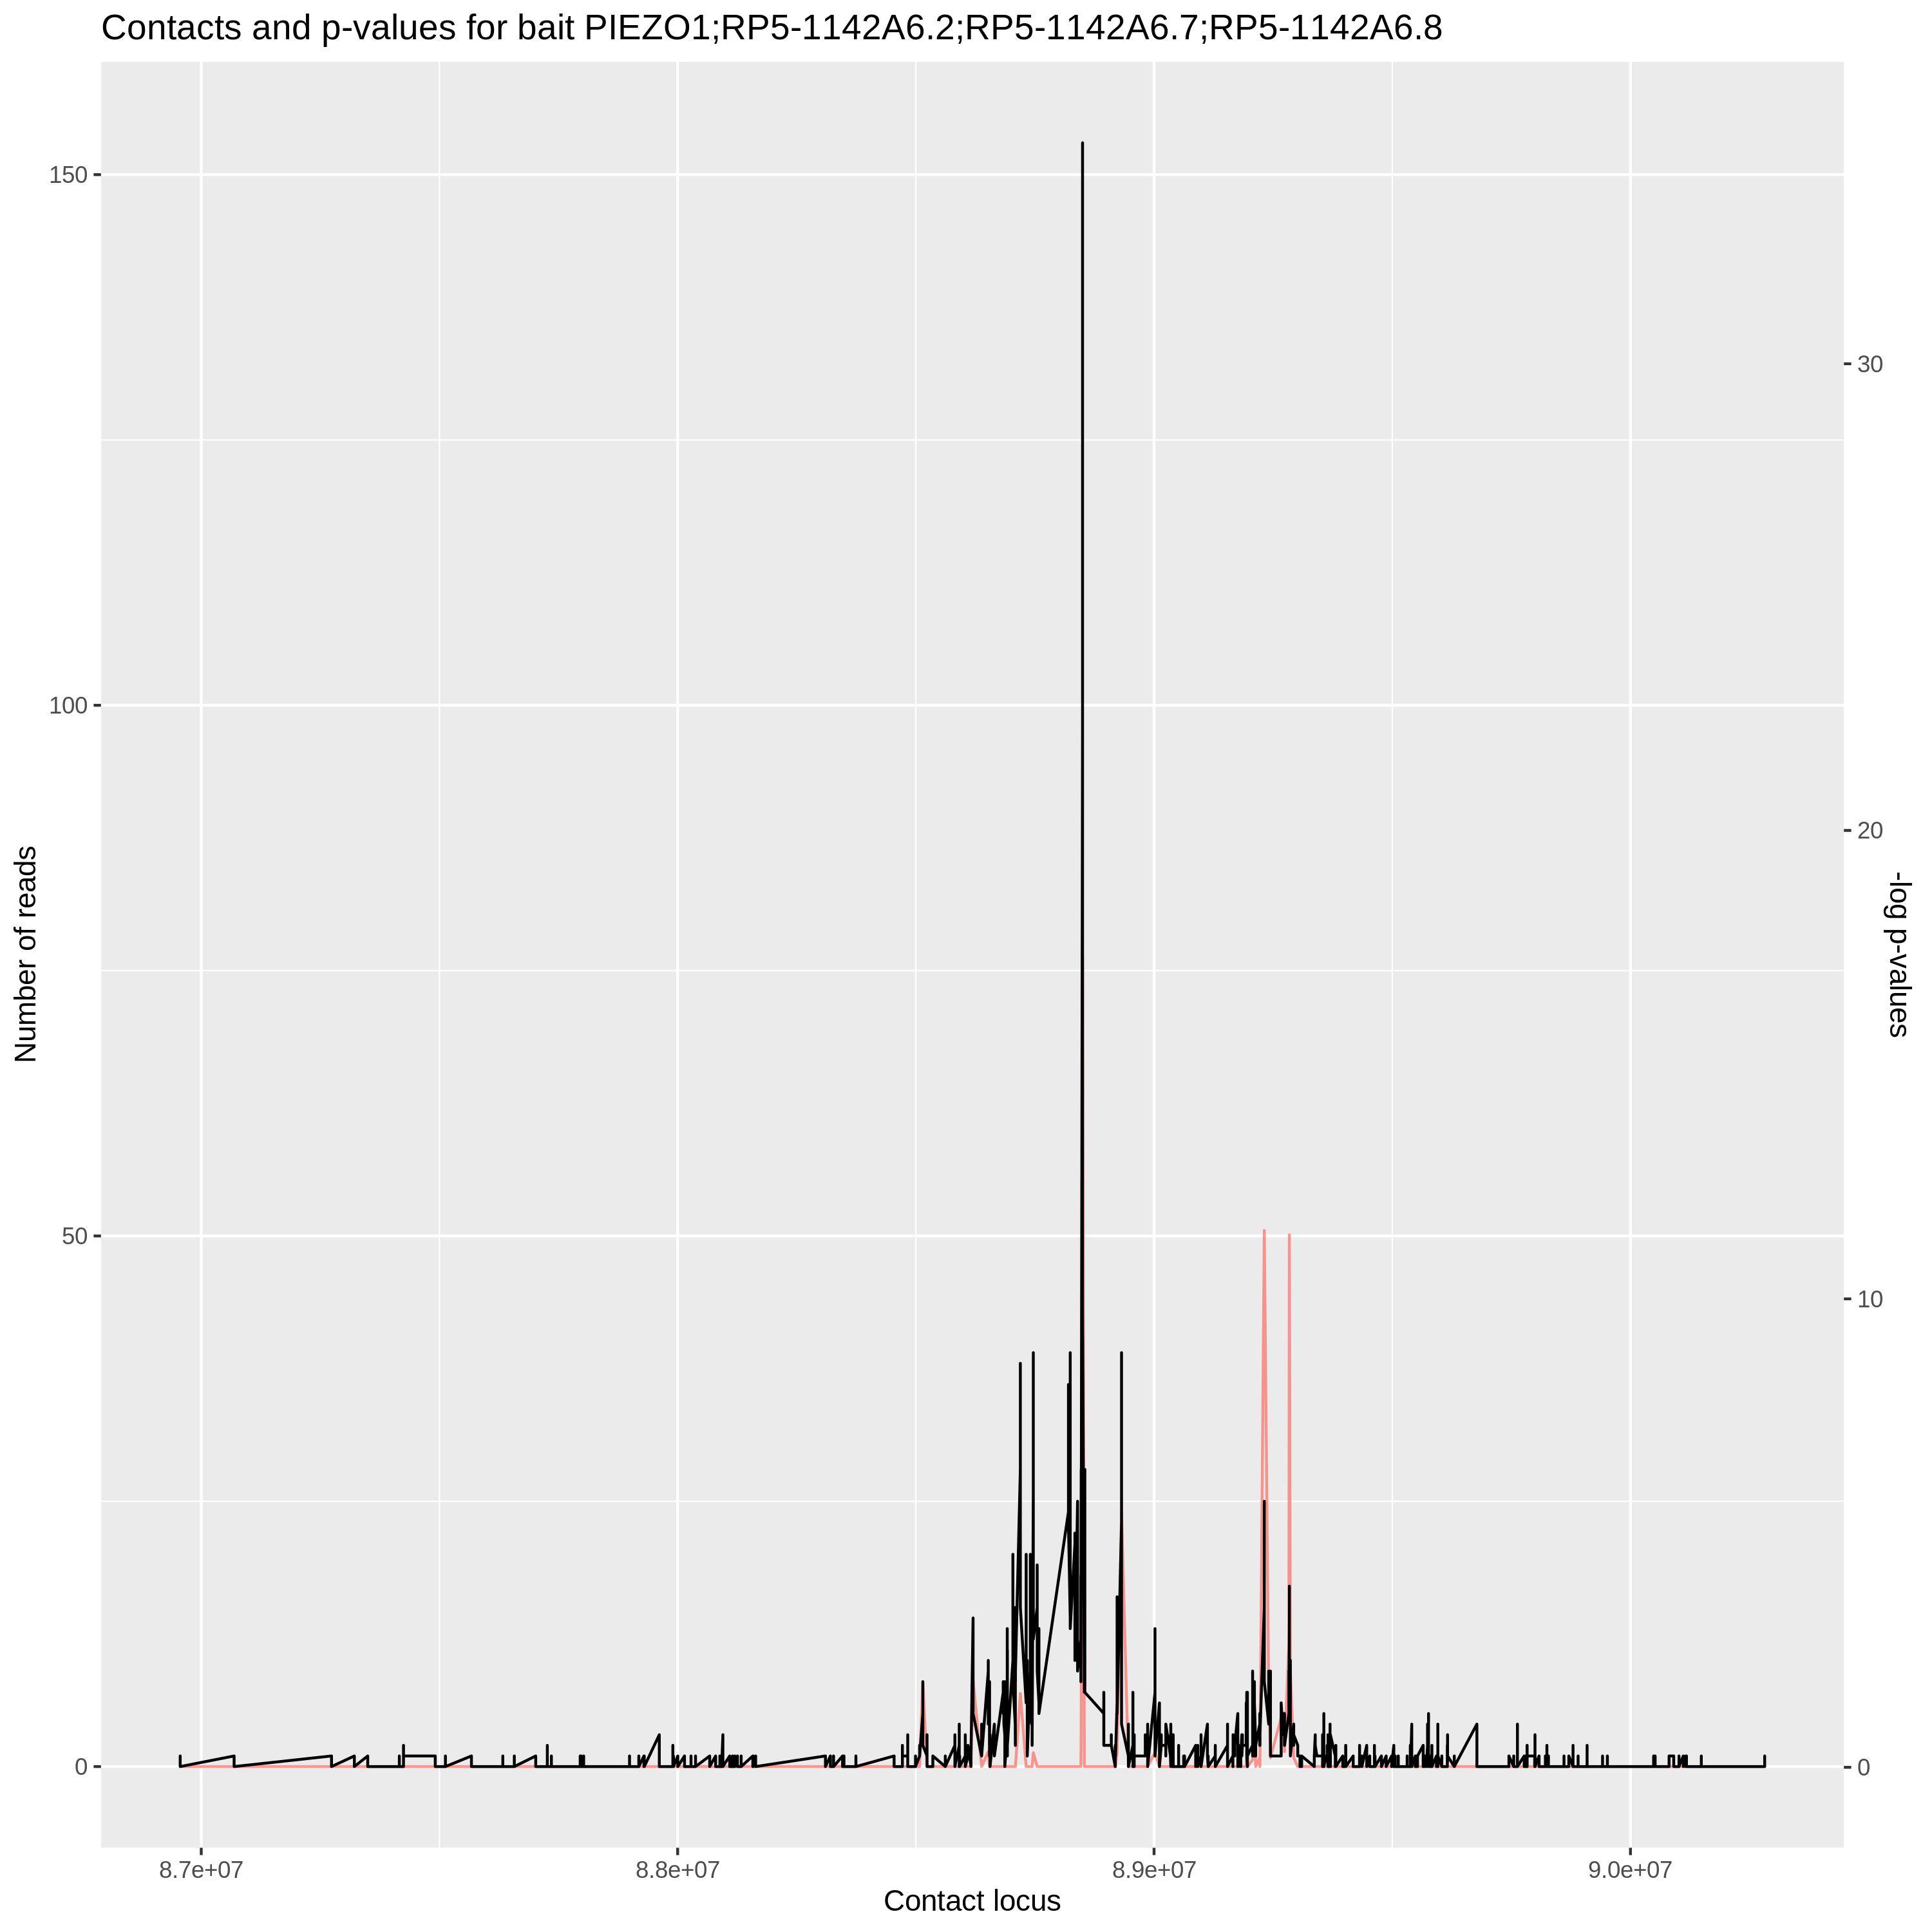 Contacts and p-values for bait PIEZO1;RP5-1142A6.2;RP5-1142A6.7;RP5-1142A6.8
150
100
50
0
Number of reads
30
20
10
0
-log p-values
8.7e+07
8.8e+07
8.9e+07
9.0e+07
Contact locus